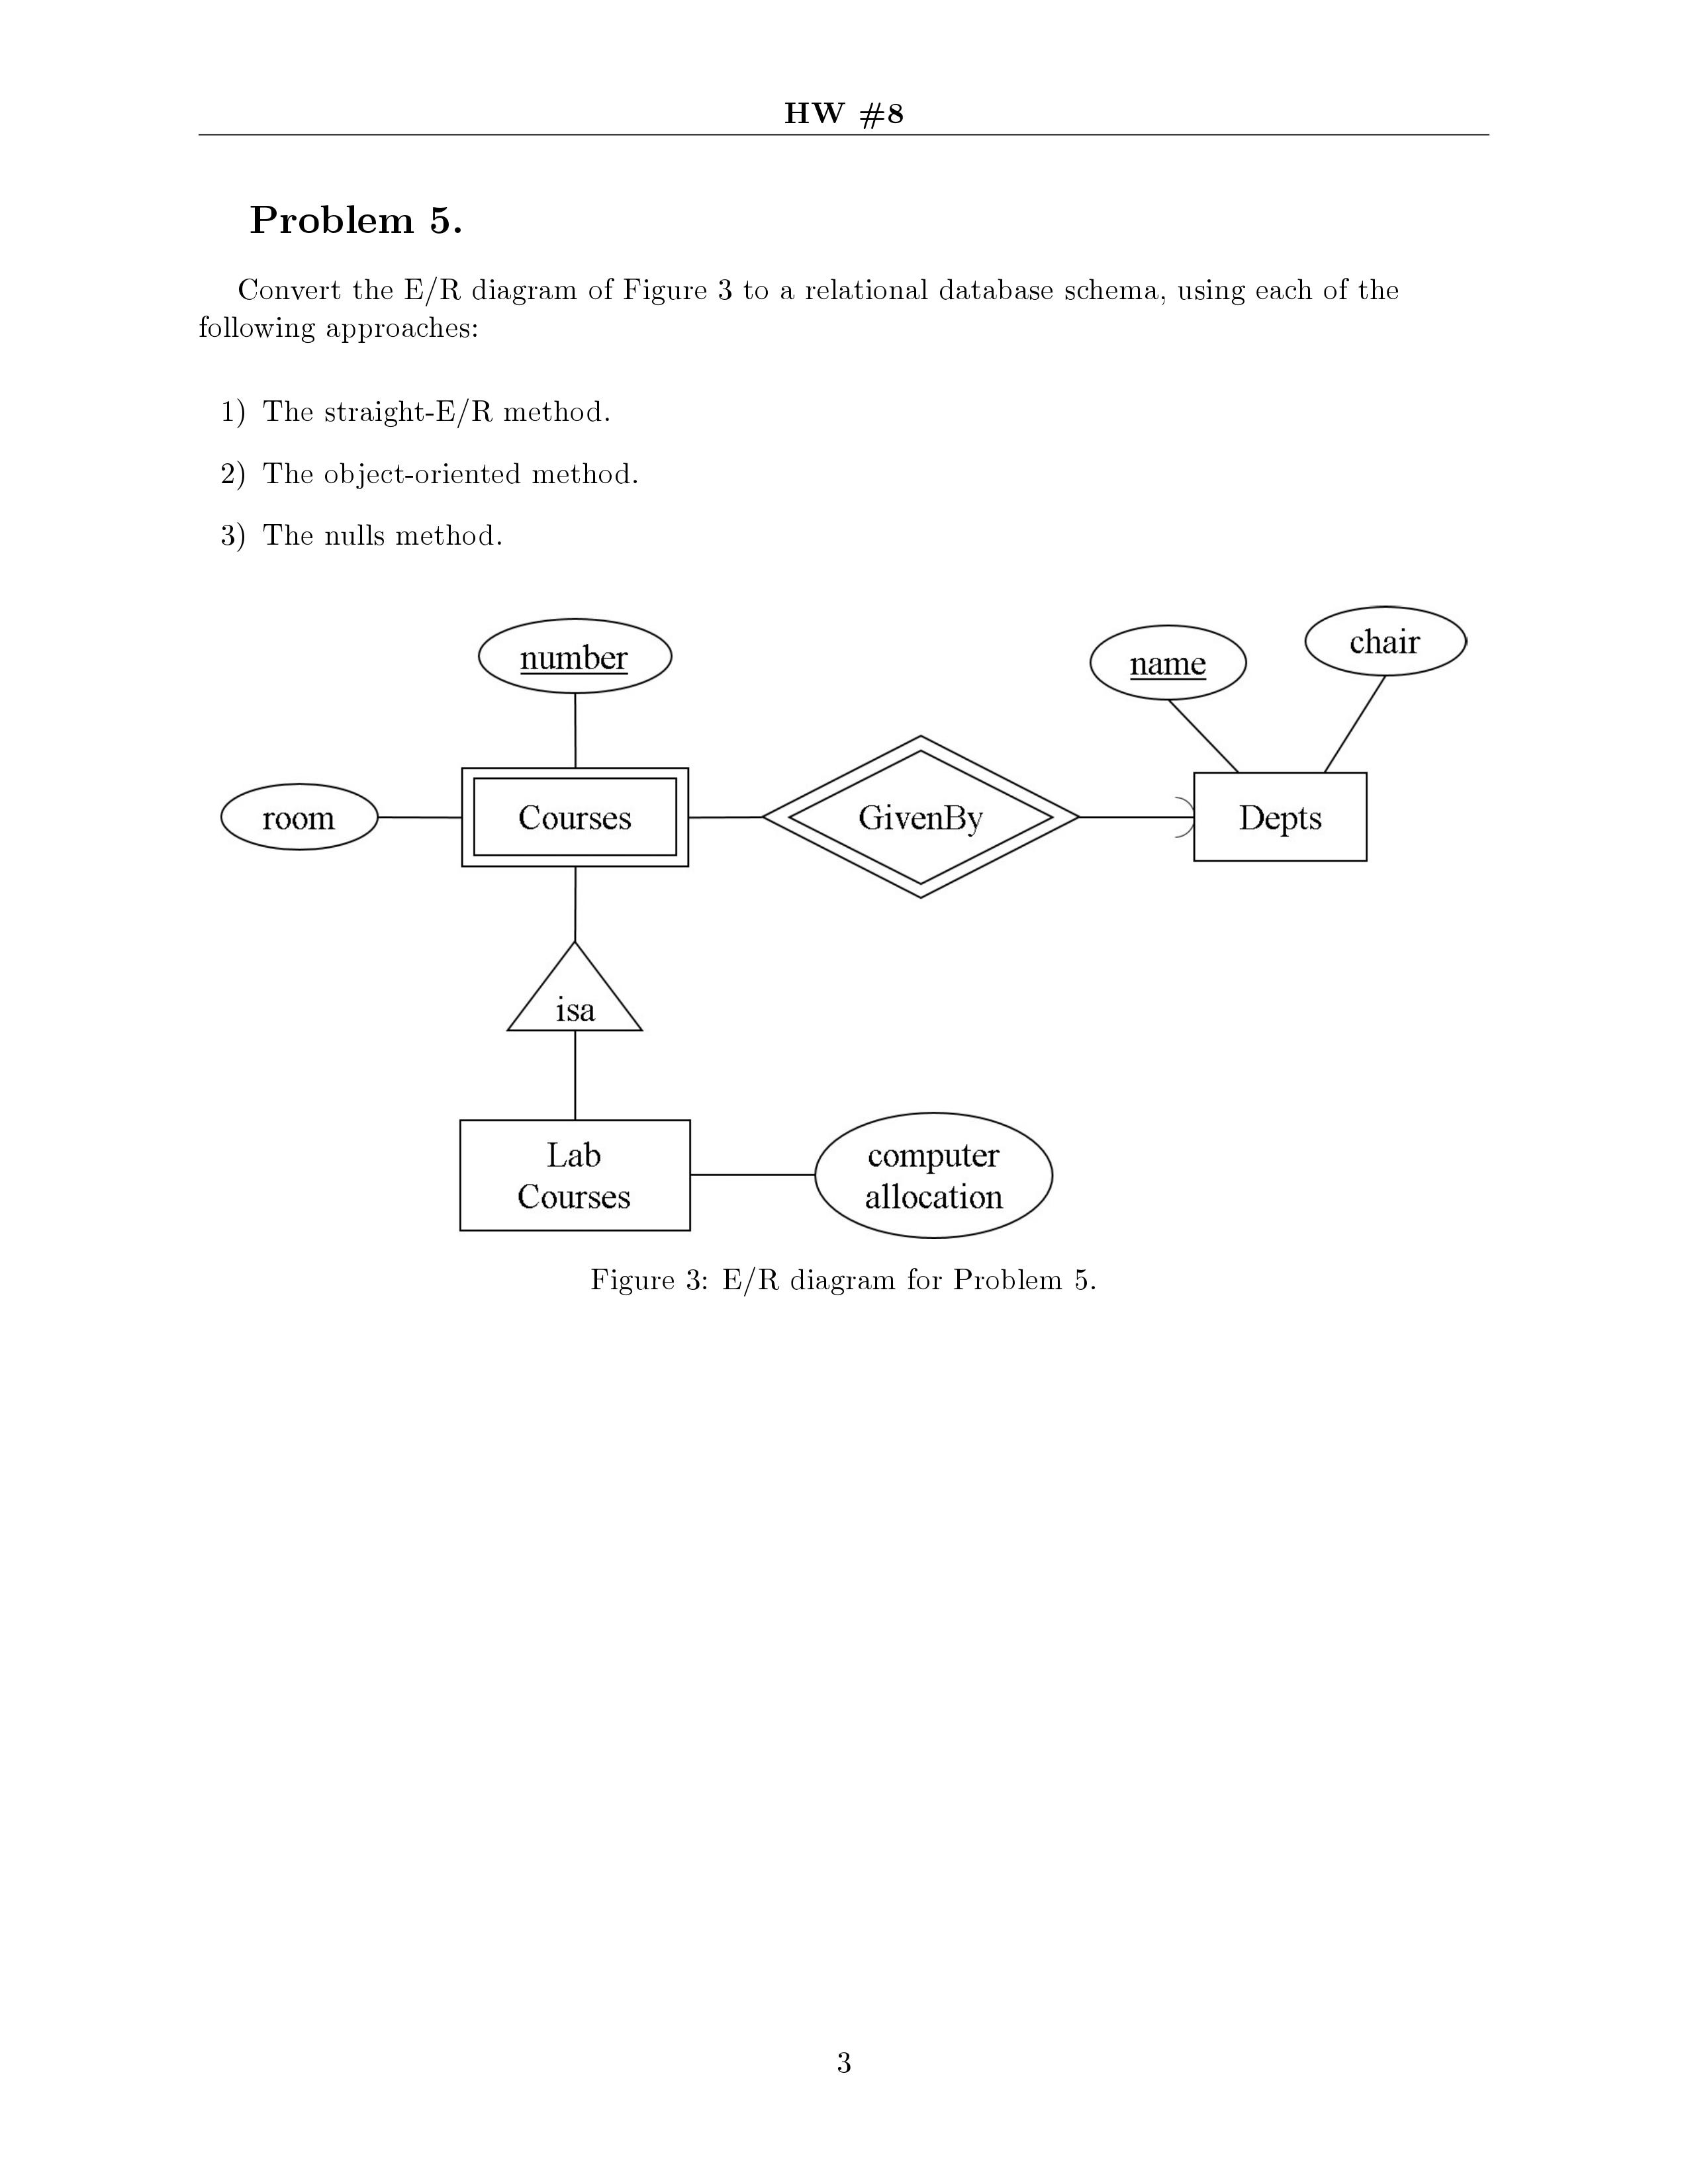 HW #8
Problem 5.
Convert the E/R diagram of Figure 3 to a relational database schema, using each of the
following approaches:
1) The straight-E/R method.
2) The object-oriented method.
3) The nulls method.
number
name
chair
room
Courses
GivenBy
Depts
isa
Lab
Courses
computer
allocation
Figure 3: E/R diagram for Problem 5.
3